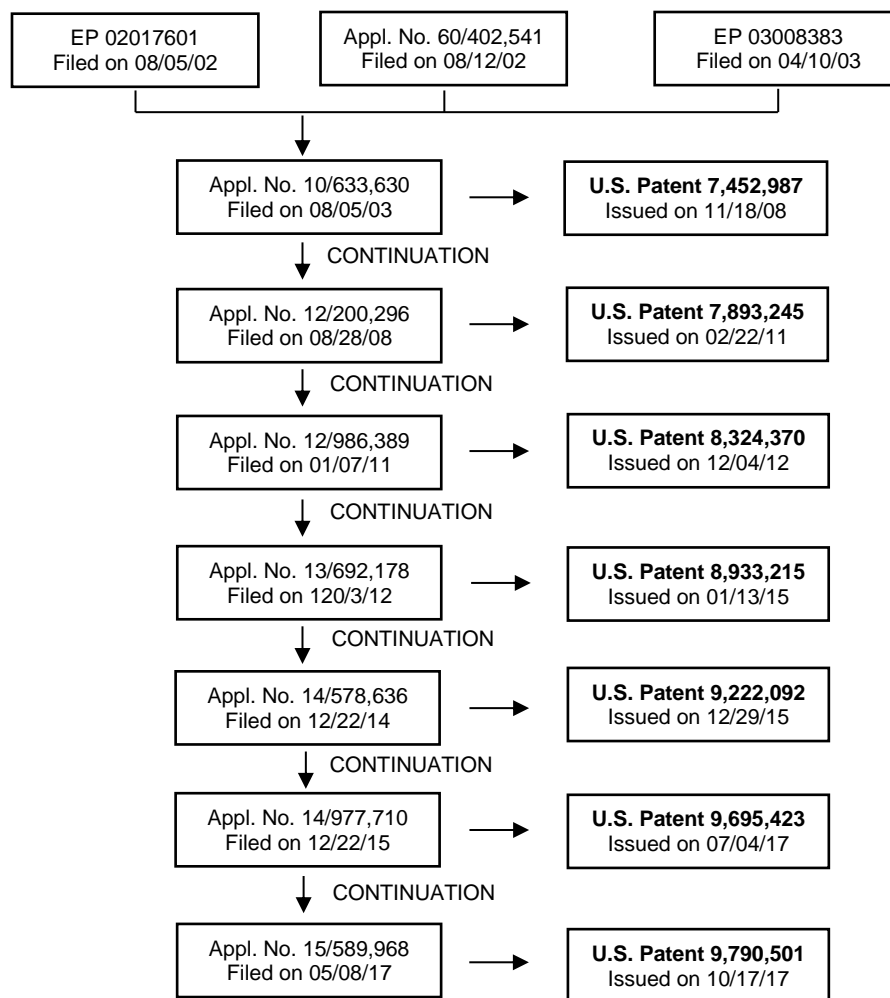 EP 02017601
Filed on 08/05/02
Appl. No. 60/402,541
Filed on 08/12/02
EP 03008383
Filed on 04/10/03
Appl. No. 10/633,630
Filed on 08/05/03
U.S. Patent 7,452,987
Issued on 11/18/08
CONTINUATION
Appl. No. 12/200,296
Filed on 08/28/08
U.S. Patent 7,893,245
Issued on 02/22/11
CONTINUATION
Appl. No. 12/986,389
Filed on 01/07/11
U.S. Patent 8,324,370
Issued on 12/04/12
CONTINUATION
Appl. No. 13/692,178
Filed on 120/3/12
U.S. Patent 8,933,215
Issued on 01/13/15
CONTINUATION
Appl. No. 14/578,636
Filed on 12/22/14
U.S. Patent 9,222,092
Issued on 12/29/15
CONTINUATION
Appl. No. 14/977,710
Filed on 12/22/15
U.S. Patent 9,695,423
Issued on 07/04/17
CONTINUATION
Appl. No. 15/589,968
Filed on 05/08/17
U.S. Patent 9,790,501
Issued on 10/17/17